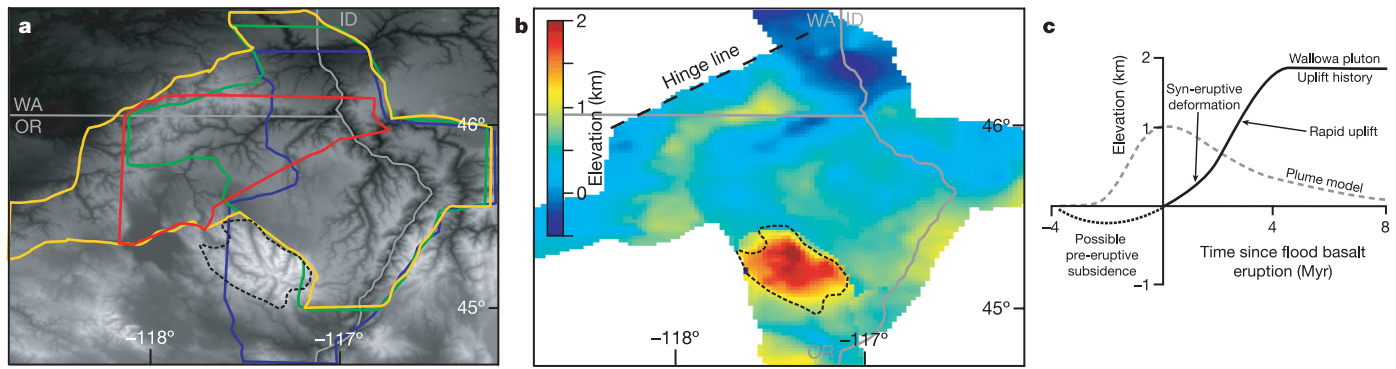 a
ID
WA
OR
46°
45°
−118°
−117°
b
2
1
0
Elevation (km)
Hinge line
WA
ID
46°
45°
−118°
−117°
OR
c
2
1
−1
Elevation
(km)
Syn-eruptive
deformation
Wallowa pluton
Uplift history
Rapid uplift
Plume model
−4
4
8
Possible
pre-eruptive
subsidence
Time since flood basalt
eruption (Myr)